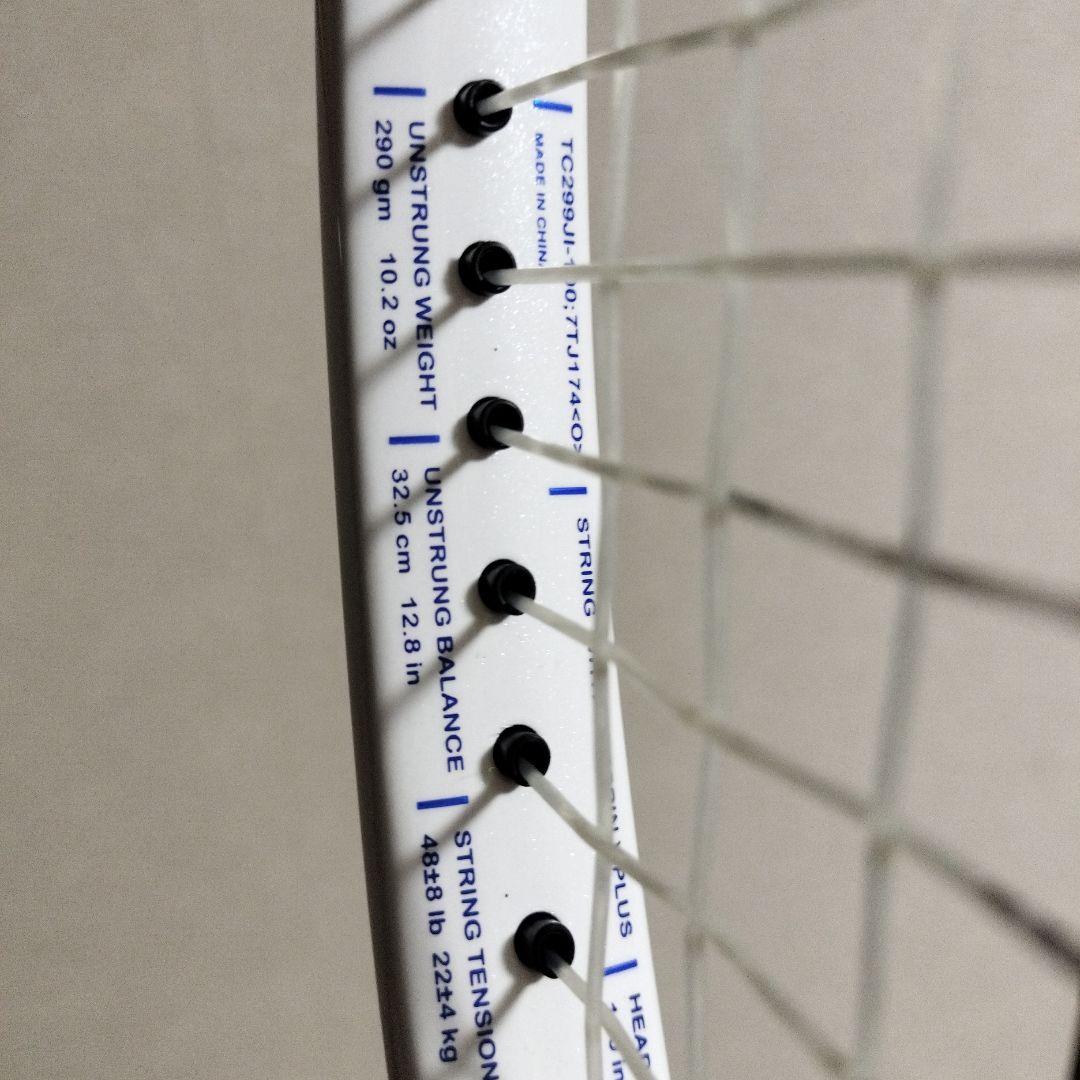 UNSTRUNG WEIGHT
290 gm 10.2 oz
UNSTRUNG BALANCE
32.5 cm 12.8 in
STRING TENSION
48±8 lb 22±4 kg
MADE IN
STRING
PLUS